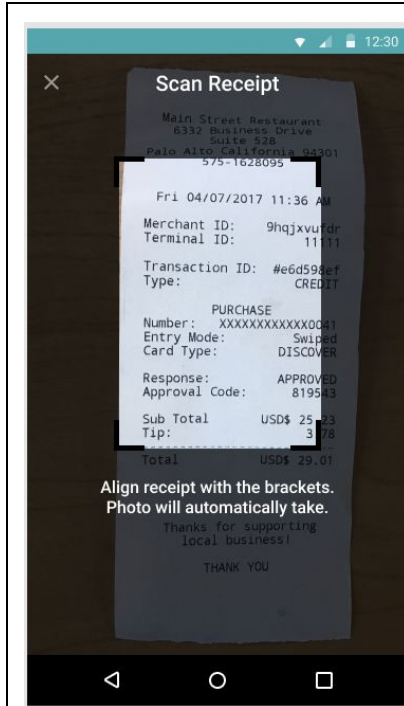 12:30
Scan Receipt
Main Street Restaurant
6332 Business Drive
Suite 528
Palo Alto California 94301
575-1628095
Fri 04/07/2017 11:36 AM
Merchant ID: 9hqjxvufdr
Terminal ID: 11111
Transaction ID: #e6d598ef
Type: CREDIT
PURCHASE
Number: XXXXXXXXXXXX0041
Entry Mode: Swiped
Card Type: DISCOVER
Response: APPROVED
Approval Code: 819543
Sub Total USD$ 25.23
Tip: 3.78
Total USD$ 29.01
Align receipt with the brackets.
Photo will automatically take.
Thanks for supporting
local business!
THANK YOU